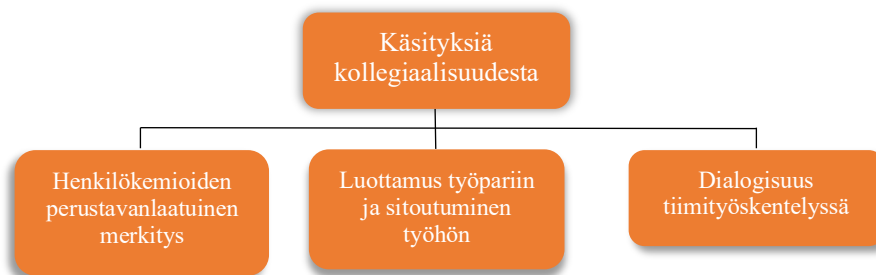 Käsityksiä
kollegiaalisuudesta
Henkilökemioiden
perustavanlaatuinen
merkitys
Luottamus työpariin
ja sitoutuminen
työhön
Dialogisuus
tiimityöskentelyssä